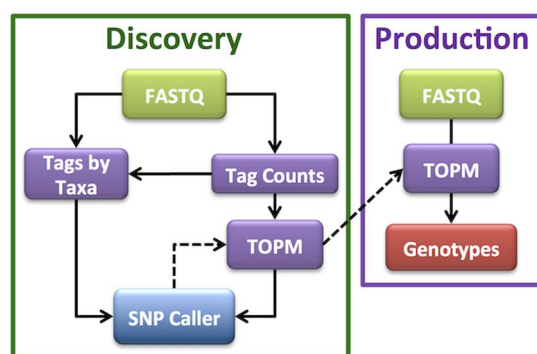 Discovery
FASTQ
Tags by
Taxa
Tag Counts
TOPM
SNP Caller
Production
FASTQ
TOPM
Genotypes